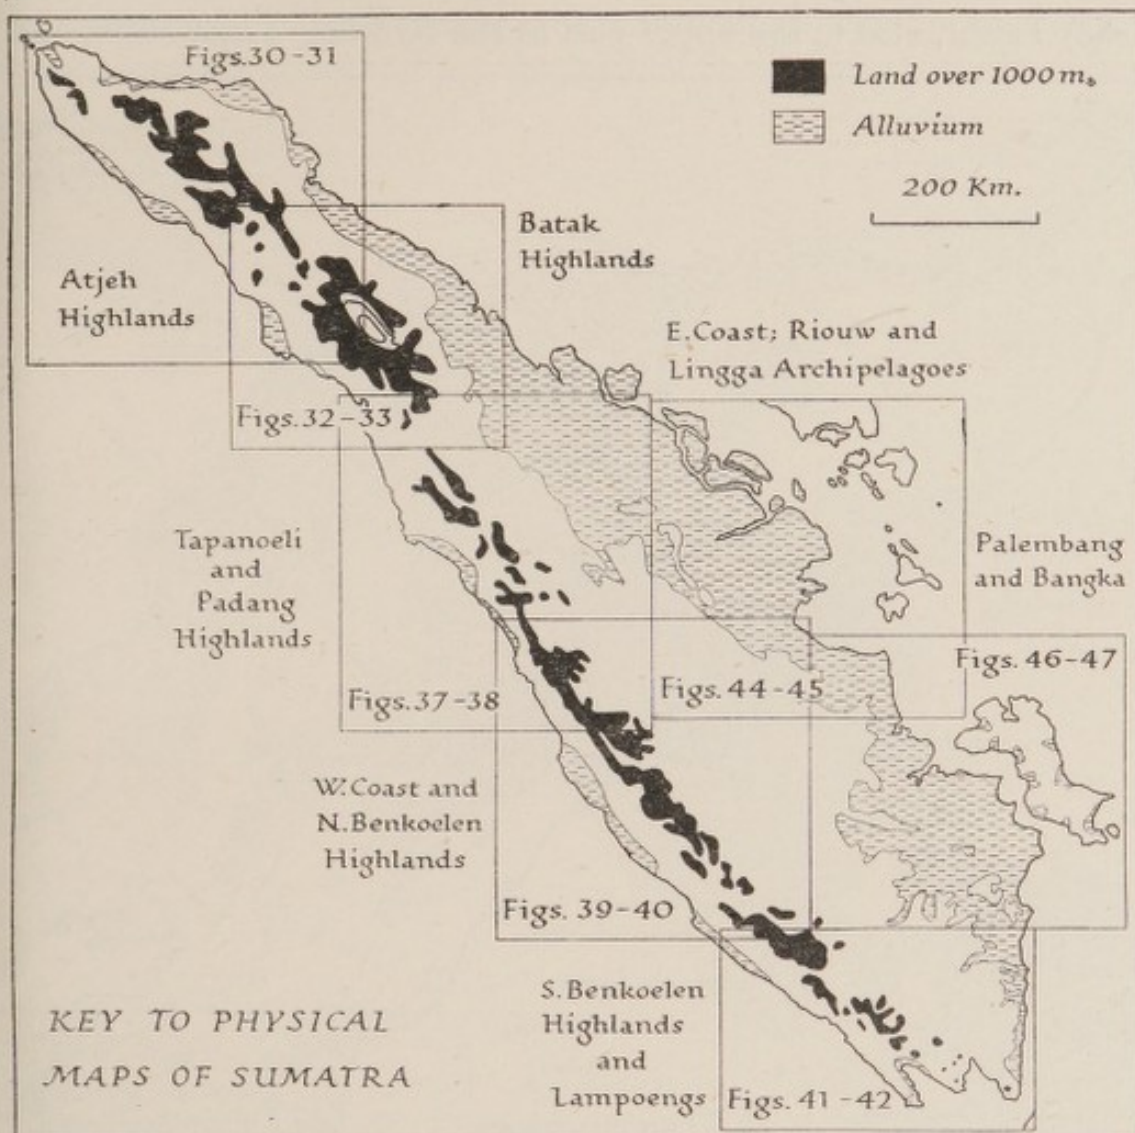 Figs. 30-31
Land over 1000 m.
Alluvium
200 Km.
Batak
Highlands
Atjeh
Highlands
E. Coast; Riouw and
Lingga Archipelagoes
Figs. 32-33
Tapanoeli
and
Padang
Highlands
Palembang
and Bangka
Figs. 46-47
Figs. 37-38
Figs. 44-45
W. Coast and
N. Benkoelen
Highlands
Figs. 39-40
S. Benkoelen
Highlands
and
Lampoengs
Figs. 41-42
KEY TO PHYSICAL
MAPS OF SUMATRA